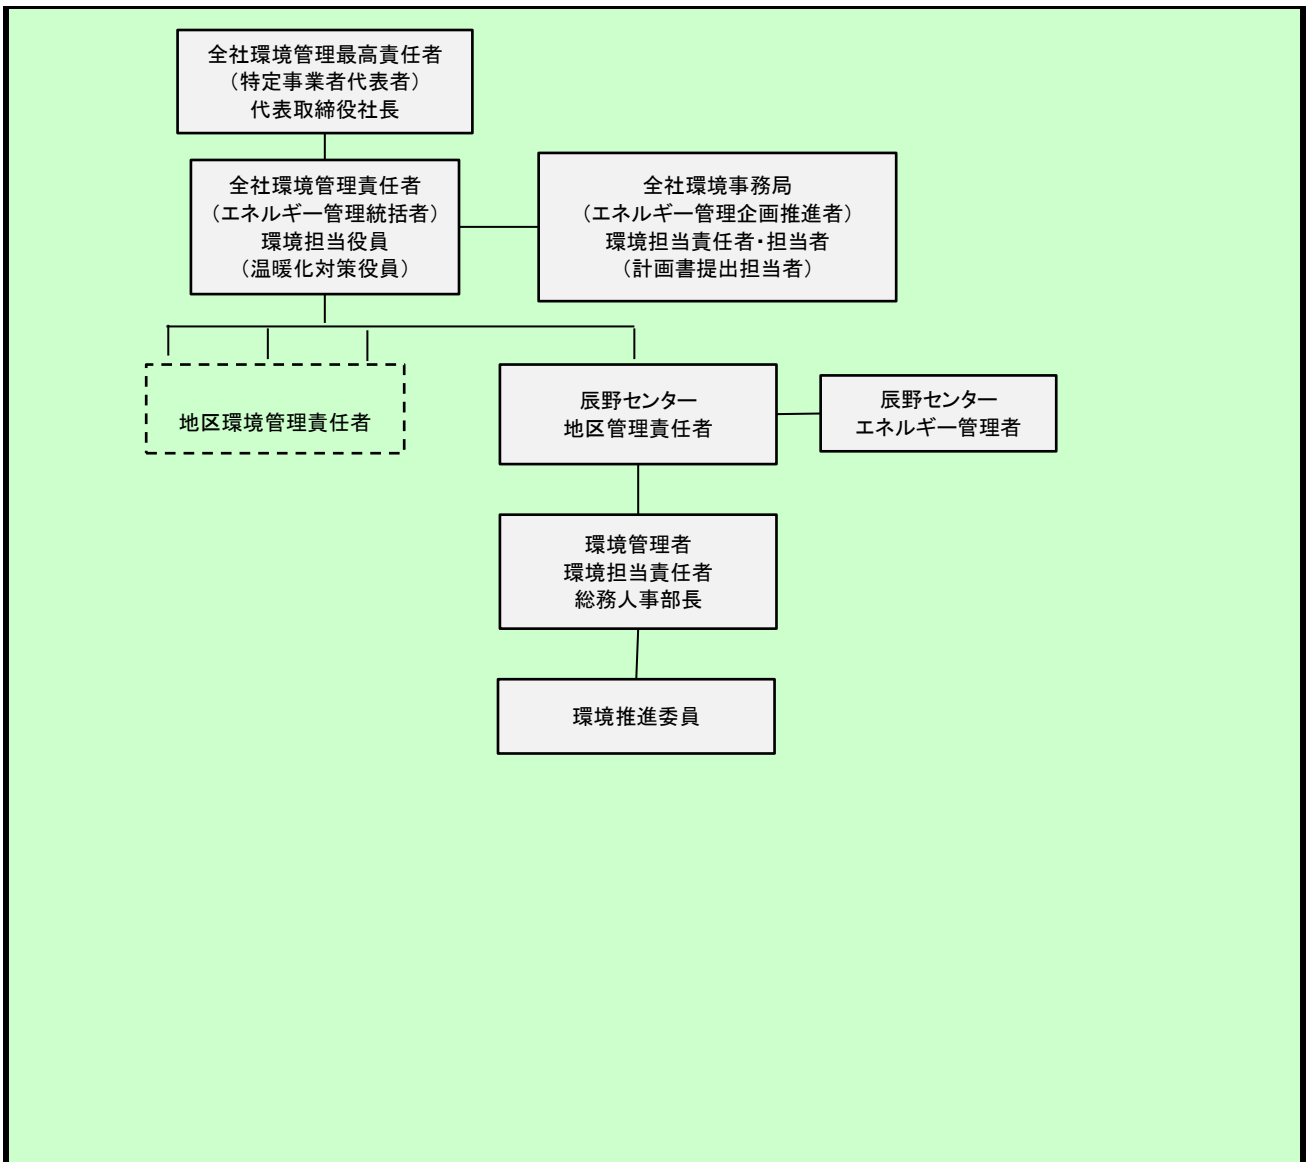 全社環境管理最高責任者
（特定事業者代表者）
代表取締役社長
全社環境管理責任者
（エネルギー管理統括者）
環境担当役員
（温暖化対策役員）
全社環境事務局
（エネルギー管理企画推進者）
環境担当責任者・担当者
（計画書提出担当者）
地区環境管理責任者
辰野センター
地区管理責任者
辰野センター
エネルギー管理者
環境管理者
環境担当責任者
総務人事部長
環境推進委員